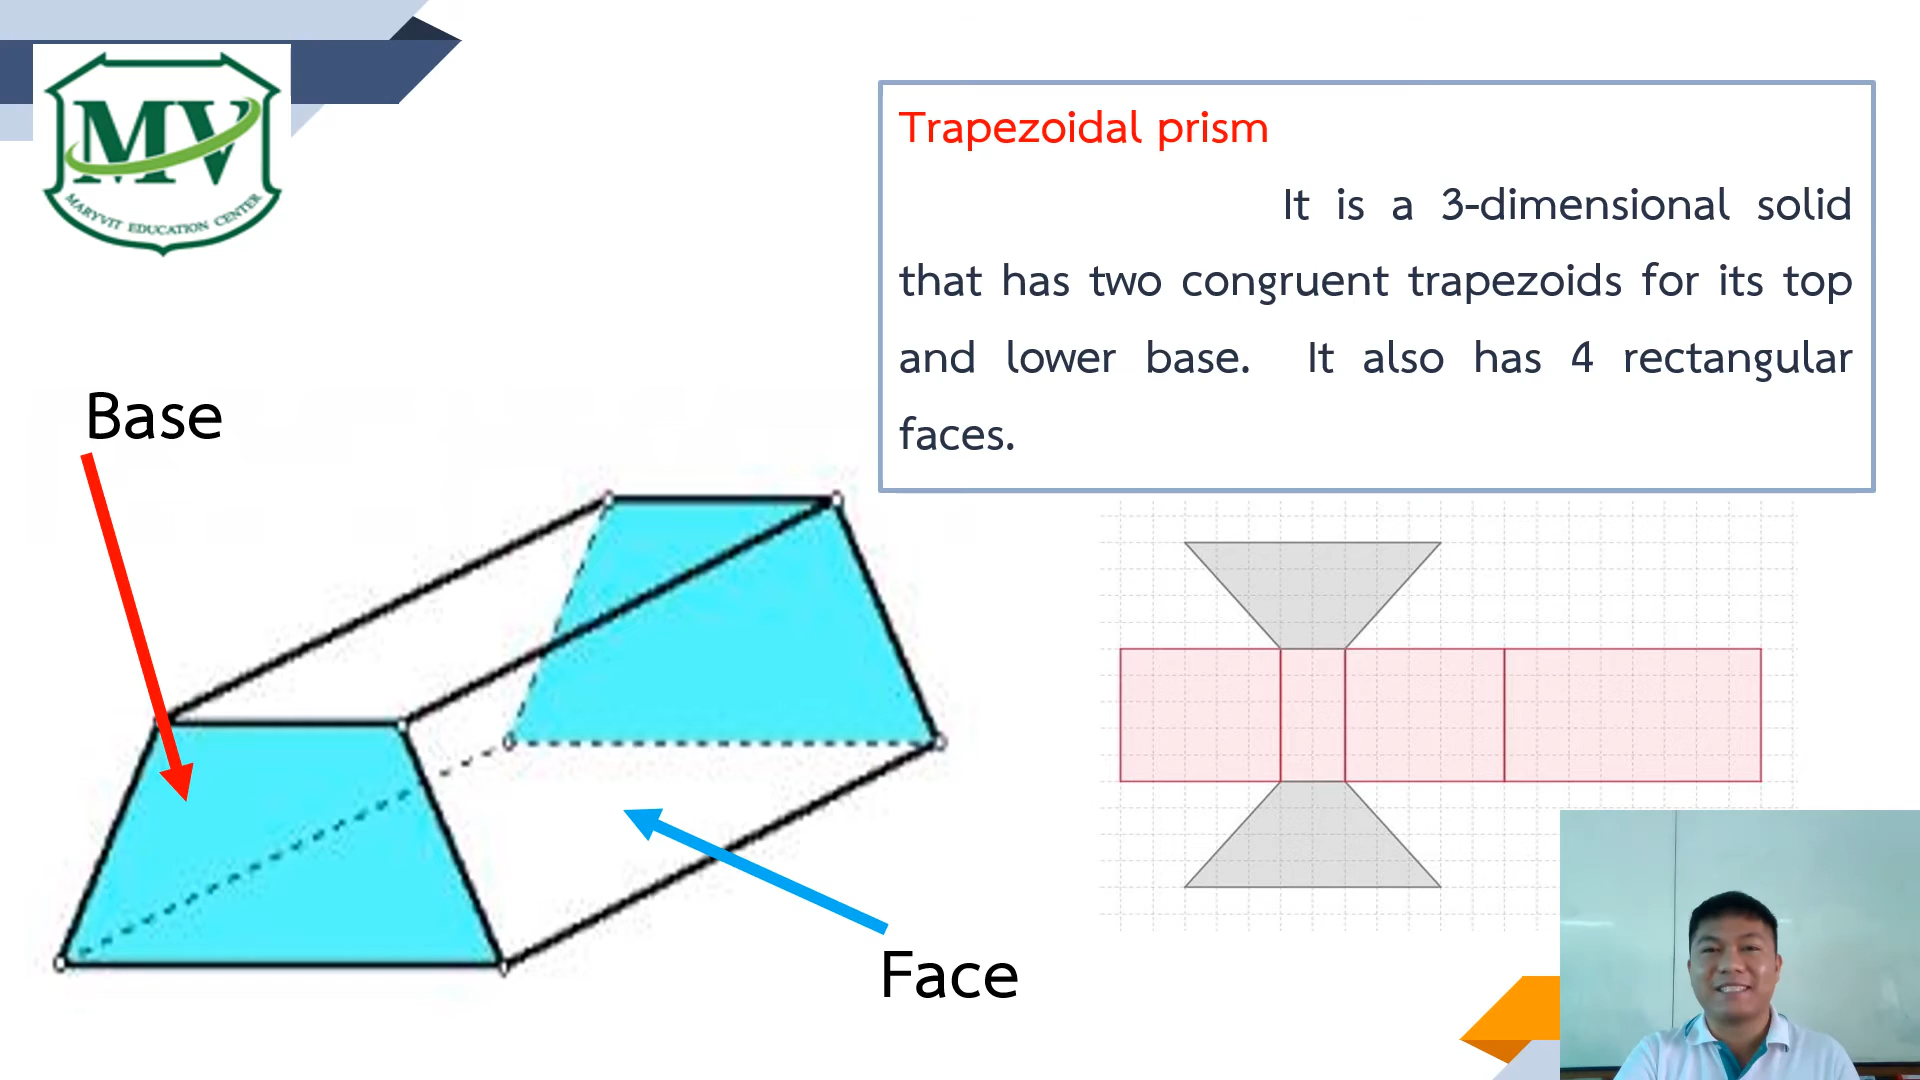 MV
MARYVIT EDUCATION CENTER
Trapezoidal prism
It is a 3-dimensional solid
that has two congruent trapezoids for its top
and lower base. It also has 4 rectangular
faces.
Base
Face